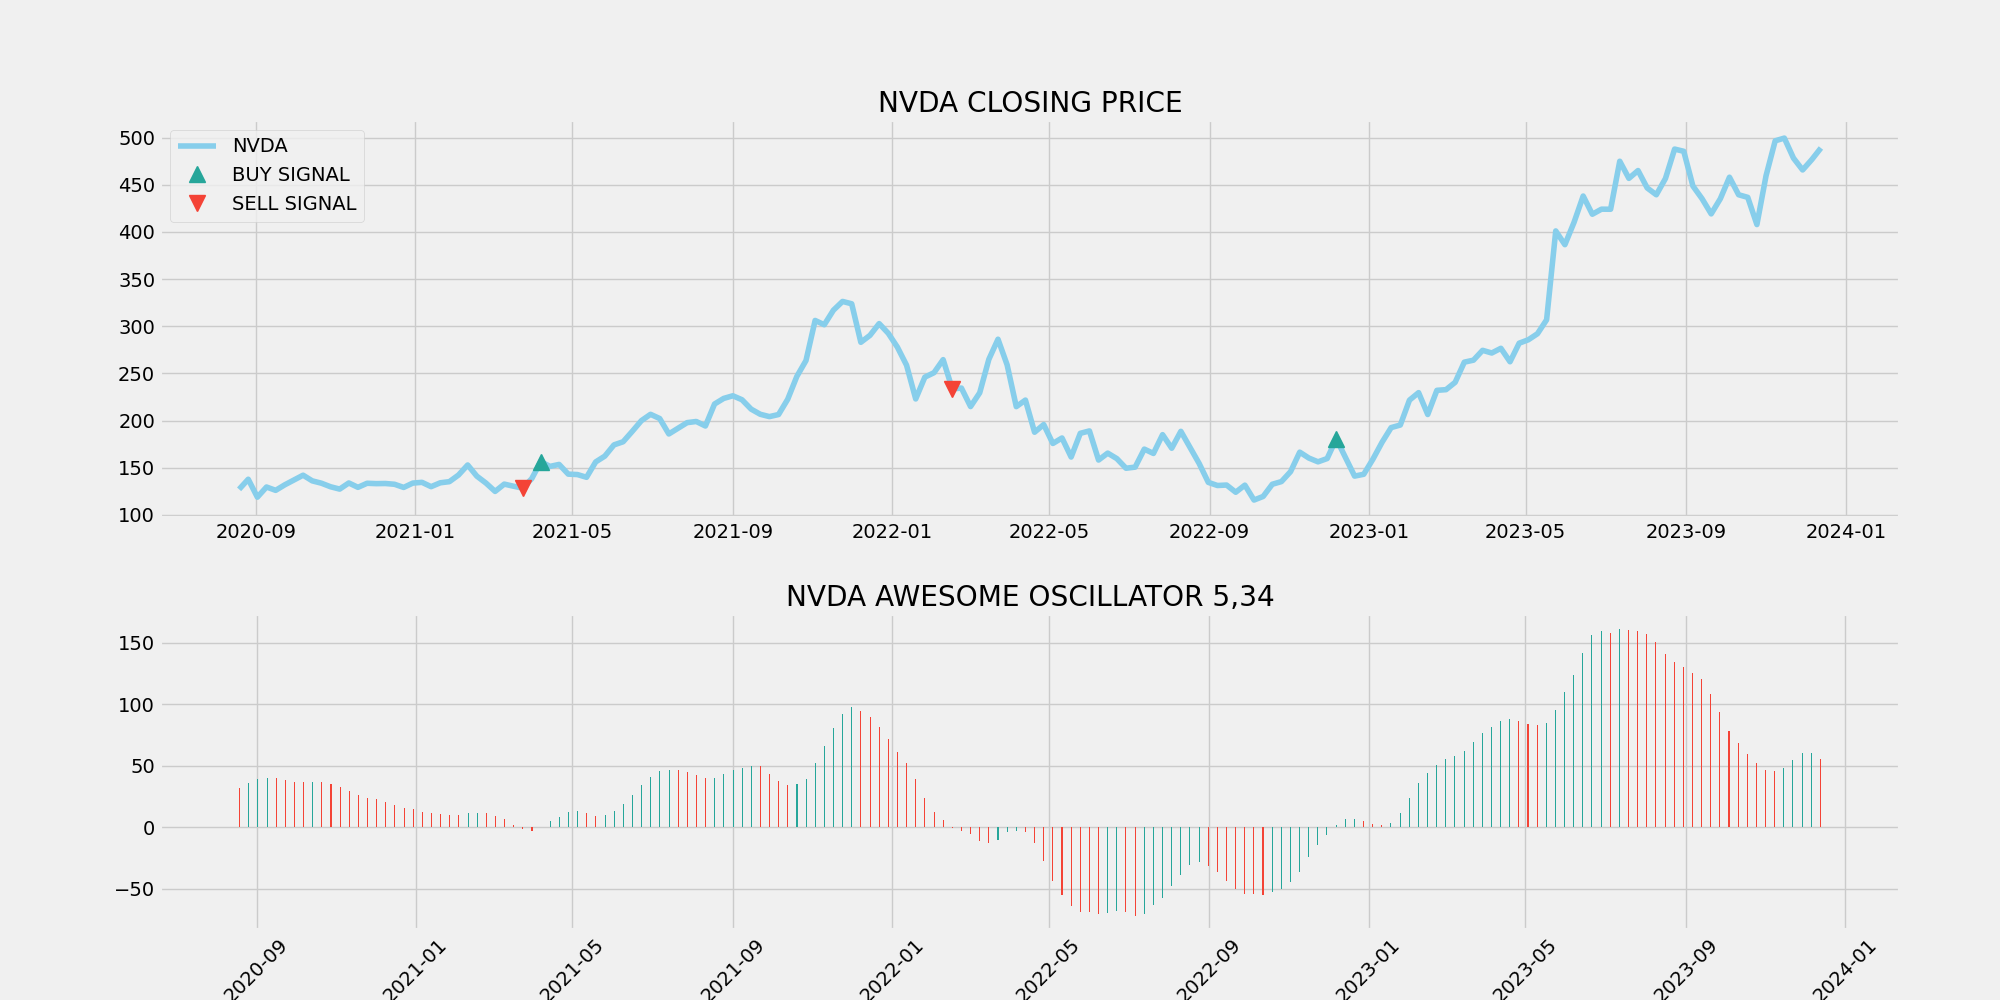 NVDA CLOSING PRICE
NVDA
BUY SIGNAL
SELL SIGNAL
500
450
400
350
300
250
200
150
100
2020-09 2021-01 2021-05 2021-09 2022-01 2022-05 2022-09 2023-01 2023-05 2023-09 2024-01
NVDA AWESOME OSCILLATOR 5,34
150
100
50
0
−50
2020-09 2021-01 2021-05 2021-09 2022-01 2022-05 2022-09 2023-01 2023-05 2023-09 2024-01